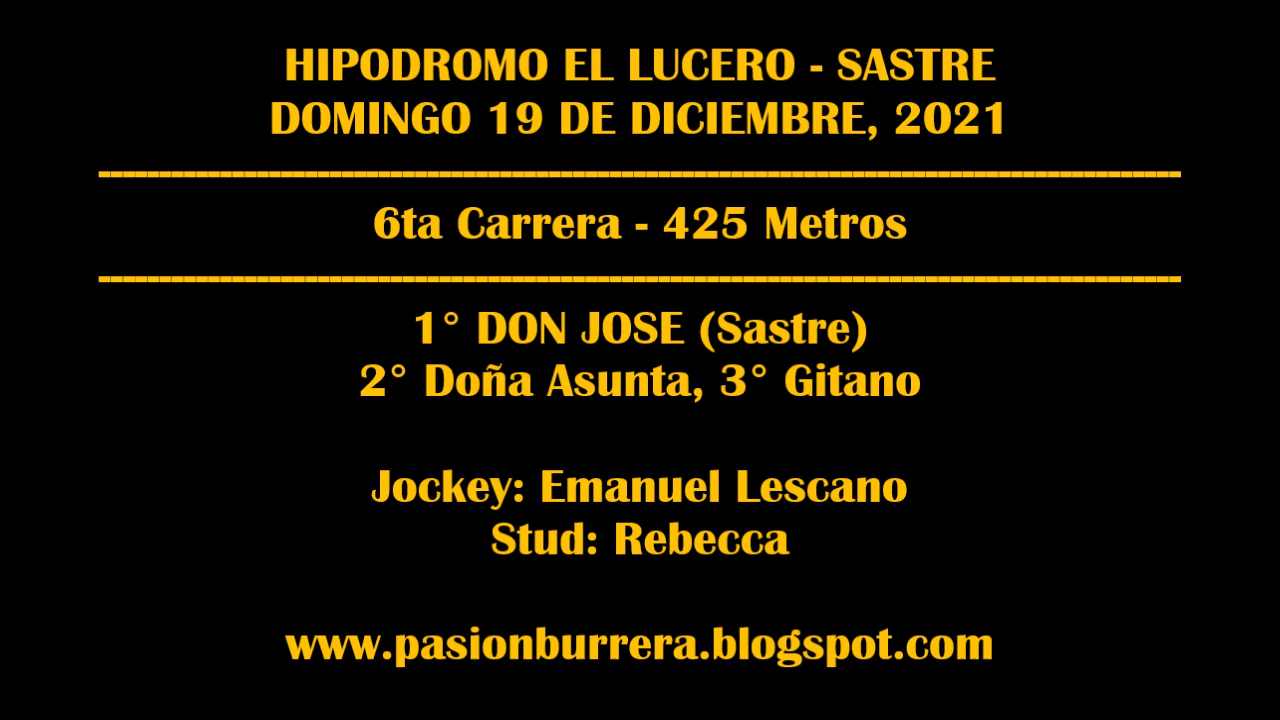 HIPODROMO EL LUCERO - SASTRE
DOMINGO 19 DE DICIEMBRE, 2021
6ta Carrera - 425 Metros
1° DON JOSE (Sastre)
2° Doña Asunta, 3° Gitano
Jockey: Emanuel Lescano
Stud: Rebecca
www.pasionburrera.blogspot.com